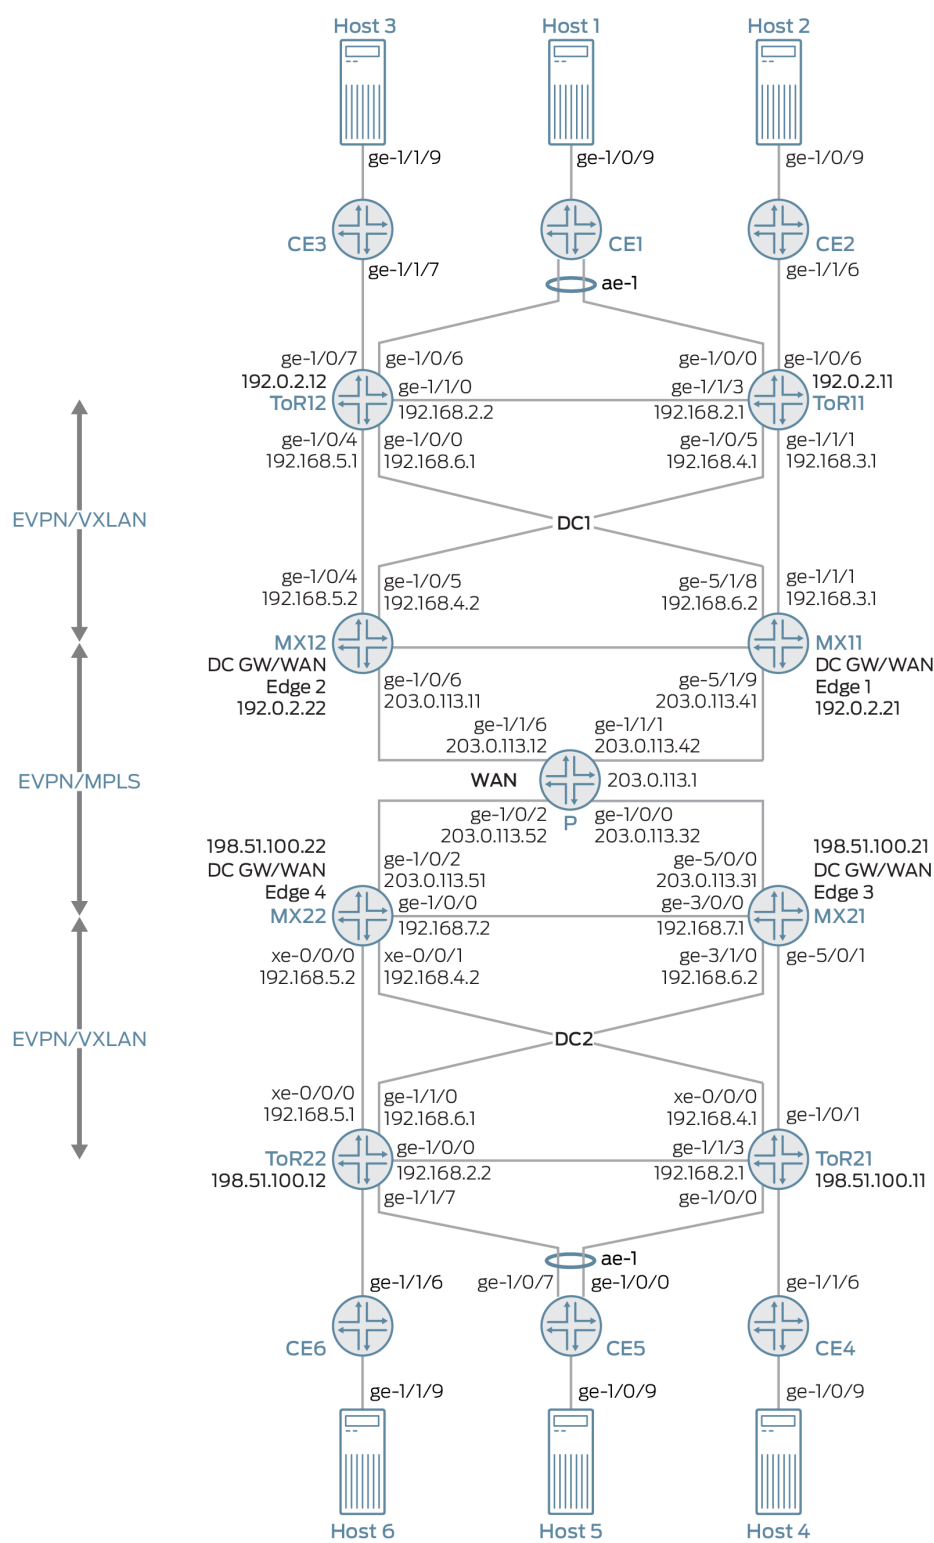 Host 3
Host 1
Host 2
ge-1/1/9
ge-1/0/9
ge-1/0/9
CE3
CE1
CE2
ge-1/1/7
ae-1
ge-1/1/6
ge-1/0/7
ge-1/0/6
ge-1/0/0
ge-1/0/6
192.0.2.12
192.0.2.11
ToR12
ge-1/1/0
ge-1/1/3
ToR11
192.168.2.2
192.168.2.1
ge-1/0/4
ge-1/0/0
ge-1/0/5
ge-1/1/1
192.168.5.1
192.168.6.1
192.168.4.1
192.168.3.1
EVPN/VXLAN
DC1
ge-1/0/4
ge-1/0/5
ge-5/1/8
ge-1/1/1
192.168.5.2
192.168.4.2
192.168.6.2
192.168.3.1
MX12
MX11
DC GW/WAN
DC GW/WAN
Edge 2
ge-1/0/6
ge-5/1/9
Edge 1
192.0.2.22
203.0.113.11
203.0.113.41
192.0.2.21
ge-1/1/6
ge-1/1/1
203.0.113.12
203.0.113.42
EVPN/MPLS
WAN
203.0.113.1
P
ge-1/0/2
ge-1/0/0
203.0.113.52
203.0.113.32
198.51.100.22
198.51.100.21
DC GW/WAN
ge-1/0/2
ge-5/0/0
DC GW/WAN
Edge 4
203.0.113.51
203.0.113.31
Edge 3
MX22
ge-1/0/0
ge-3/0/0
MX21
192.168.7.2
192.168.7.1
xe-0/0/0
xe-0/0/1
ge-3/1/0
ge-5/0/1
192.168.5.2
192.168.4.2
192.168.6.2
EVPN/VXLAN
DC2
xe-0/0/0
ge-1/1/0
xe-0/0/0
ge-1/0/1
192.168.5.1
192.168.6.1
192.168.4.1
ToR22
ge-1/0/0
ge-1/1/3
ToR21
198.51.100.12
192.168.2.2
192.168.2.1
198.51.100.11
ge-1/1/7
ge-1/0/0
ae-1
ge-1/1/6
ge-1/0/7
ge-1/0/0
ge-1/1/6
CE6
CE5
CE4
ge-1/1/9
ge-1/0/9
ge-1/0/9
Host 6
Host 5
Host 4